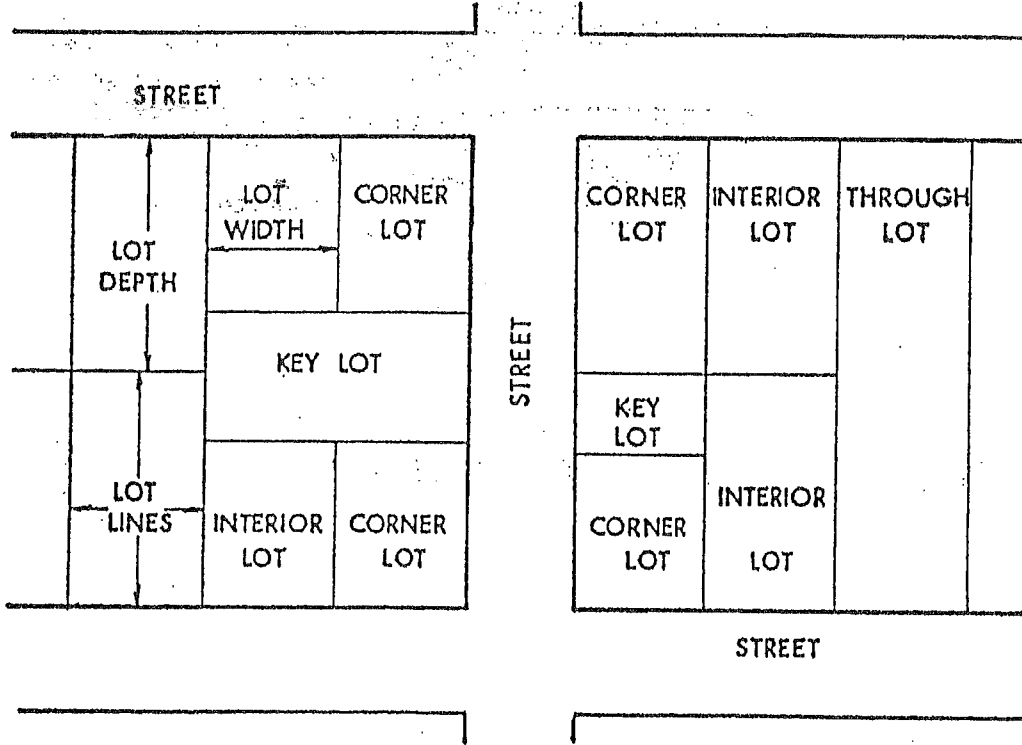 STREET
LOT
DEPTH
LOT
WIDTH
CORNER
LOT
KEY LOT
LOT
LINES
INTERIOR
LOT
CORNER
LOT
STREET
CORNER
LOT
INTERIOR
LOT
THROUGH
LOT
KEY
LOT
CORNER
LOT
INTERIOR
LOT
STREET